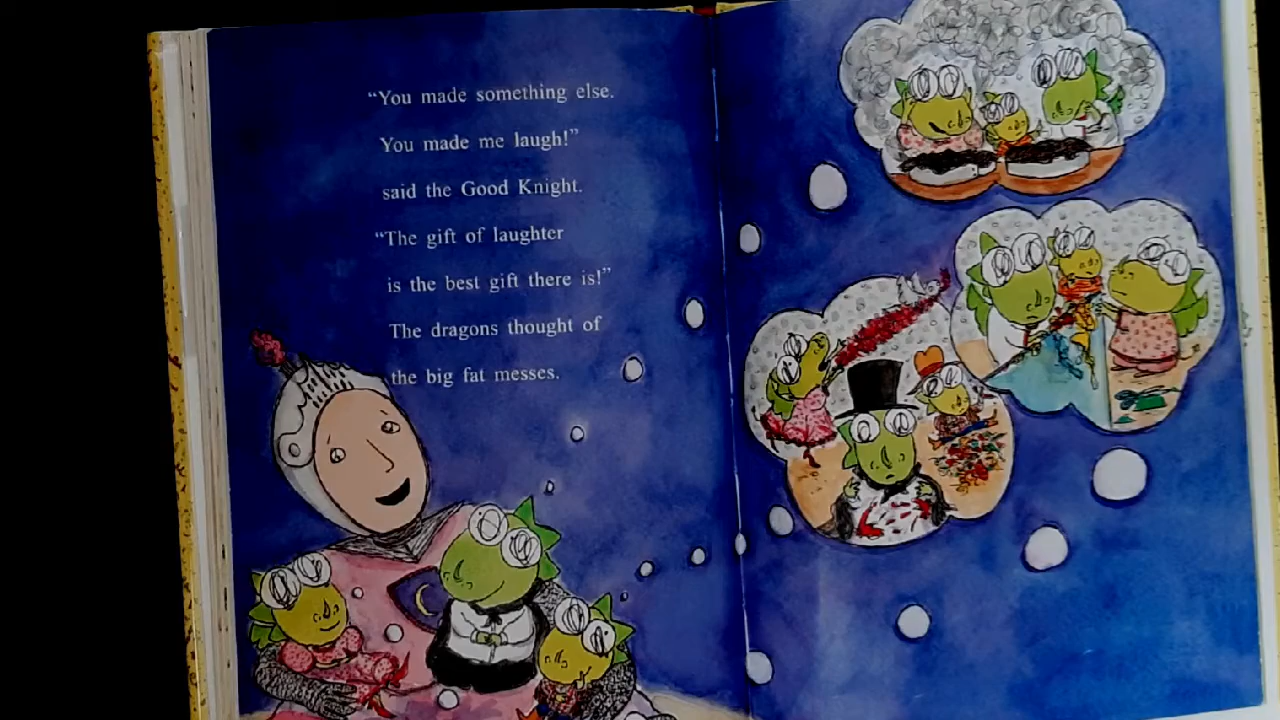 “You made something else.
You made me laugh!”
said the Good Knight.
“The gift of laughter
is the best gift there is!”
The dragons thought of
the big fat messes.